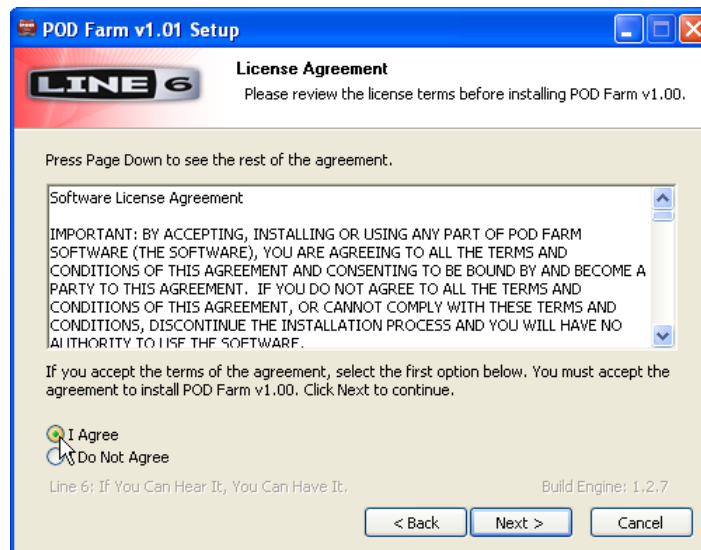 POD Farm v1.01 Setup
LINE 6
License Agreement
Please review the license terms before installing POD Farm v1.00.
Press Page Down to see the rest of the agreement.
Software License Agreement
IMPORTANT: BY ACCEPTING, INSTALLING OR USING ANY PART OF POD FARM
SOFTWARE (THE SOFTWARE), YOU ARE AGREEING TO ALL THE TERMS AND
CONDITIONS OF THIS AGREEMENT AND CONSENTING TO BE BOUND BY AND BECOME A
PARTY TO THIS AGREEMENT.  IF YOU DO NOT AGREE TO ALL THE TERMS AND
CONDITIONS OF THIS AGREEMENT, OR CANNOT COMPLY WITH THESE TERMS AND
CONDITIONS, DISCONTINUE THE INSTALLATION PROCESS AND YOU WILL HAVE NO
AUTHORITY TO USE THE SOFTWARE.
If you accept the terms of the agreement, select the first option below. You must accept the
agreement to install POD Farm v1.00. Click Next to continue.
I Agree
I Do Not Agree
Line 6: If You Can Hear It, You Can Have It.
Build Engine: 1.2.7
< Back
Next >
Cancel